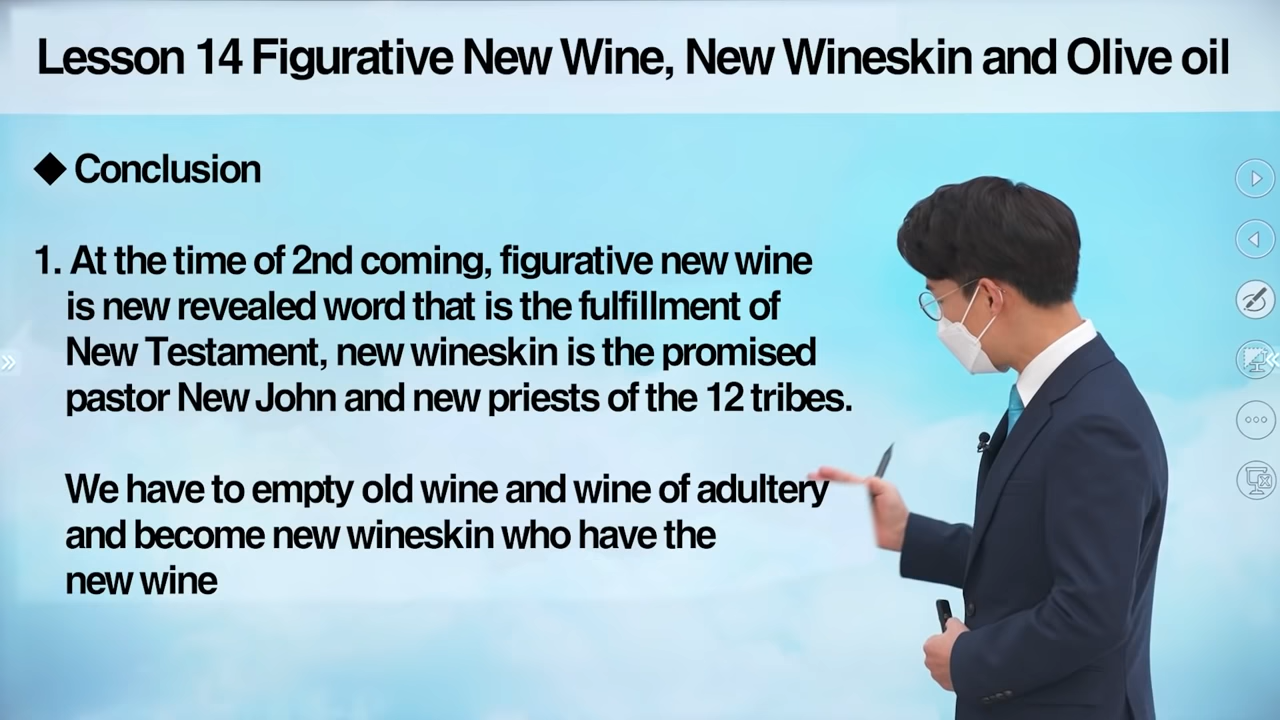 Lesson 14 Figurative New Wine, New Wineskin and Olive oil
◆ Conclusion
1. At the time of 2nd coming, figurative new wine
is new revealed word that is the fulfillment of
New Testament, new wineskin is the promised
pastor New John and new priests of the 12 tribes.
We have to empty old wine and wine of adultery
and become new wineskin who have the
new wine